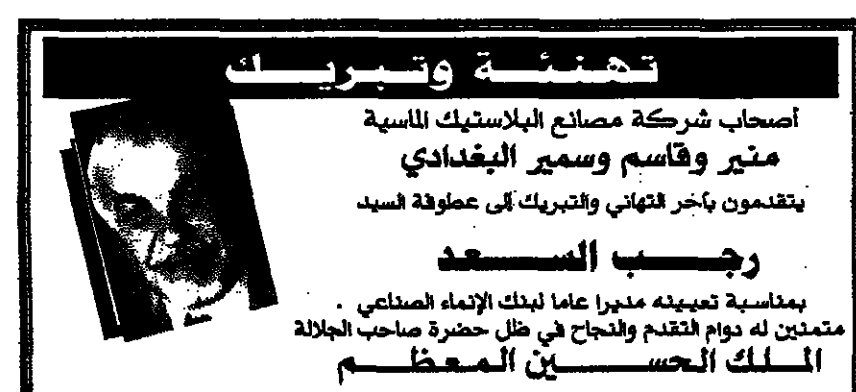 تهنئة وتبريك
أصحاب شركة مصانع البلاستيك الماسية
منير وقاسم وسمير البغدادي
يتقدمون بأحر التهاني والتبريك إلى عطوفة السيد
رجب السعد
بمناسبة تعيينه مديرا عاما لبنك الإنماء الصناعي .
متمنين له دوام التقدم والنجاح في ظل حضرة صاحب الجلالة
الملك الحسين المعظم